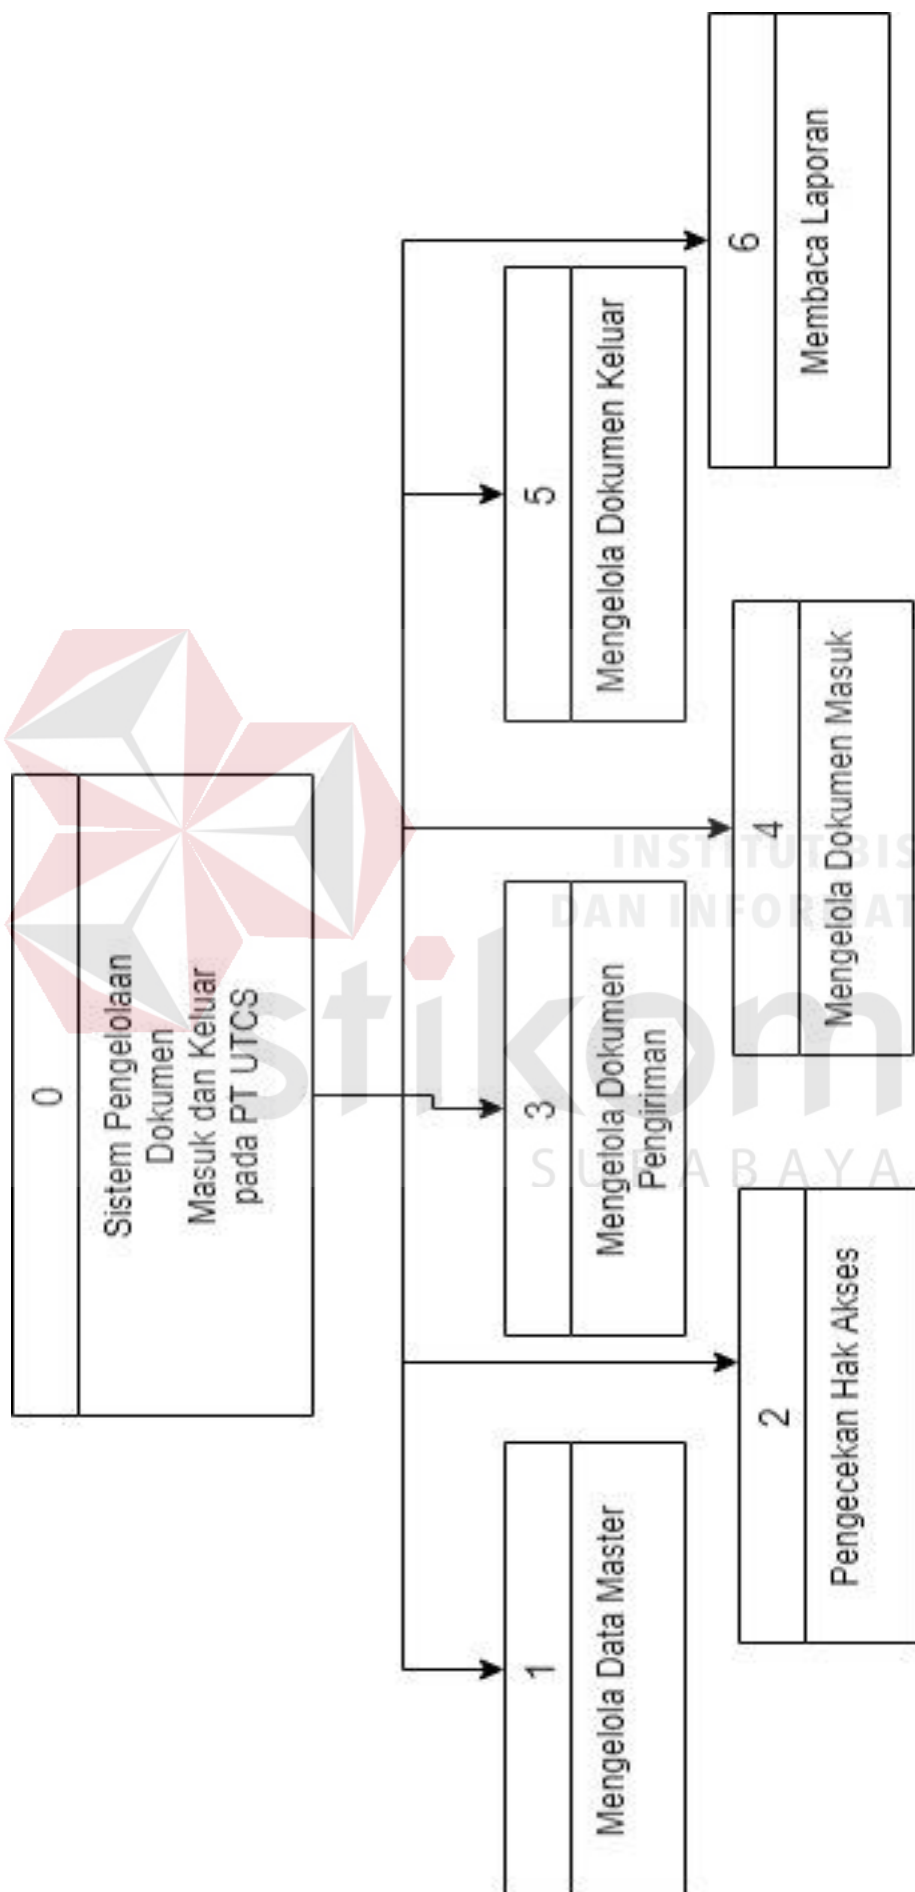 0
Sistem Pengelolaan
Dokumen
Masuk dan Keluar
pada PT UTCS
1
Mengelola Data Master
2
Pengecekan Hak Akses
3
Mengelola Dokumen
Pengiriman
4
Mengelola Dokumen Masuk
5
Mengelola Dokumen Keluar
6
Membaca Laporan
INSTITUT BIS
DAN INFORMAT
stikom
SURABAYA